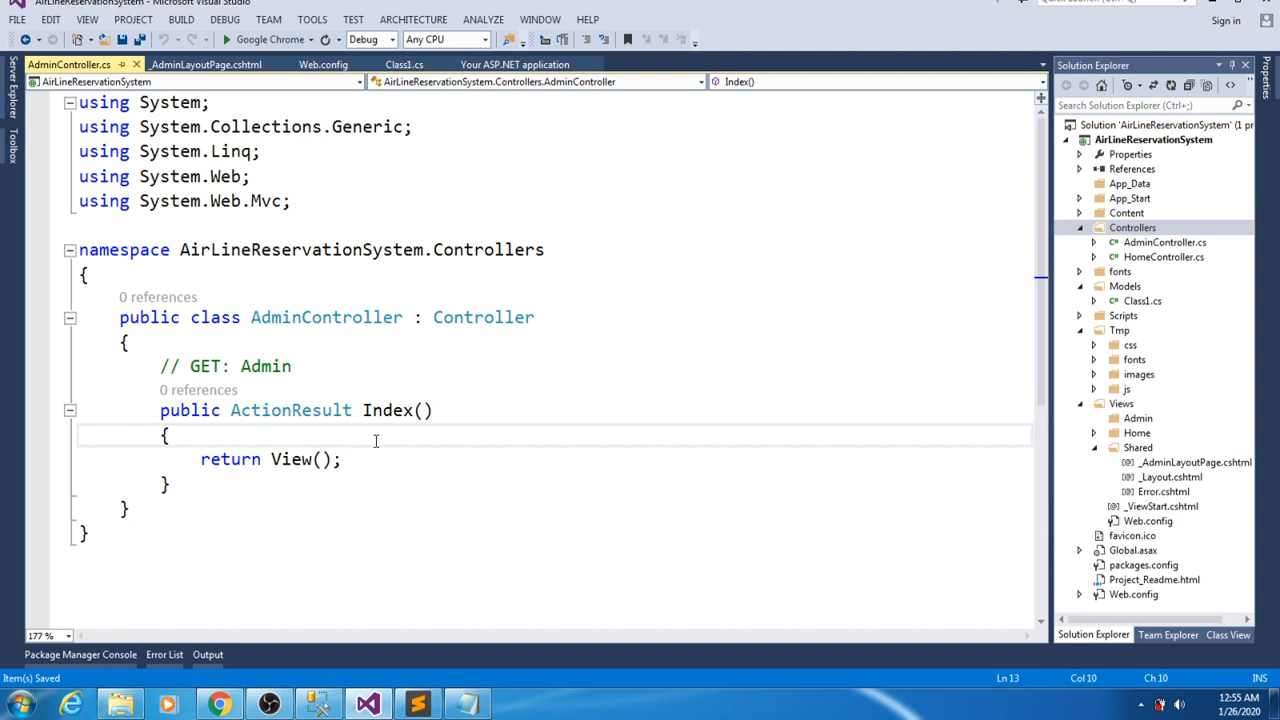 AirLineReservationSystem - Microsoft Visual Studio
Quick Launch (Ctrl+Q)
FILE EDIT VIEW PROJECT BUILD DEBUG TEAM TOOLS TEST ARCHITECTURE ANALYZE WINDOW HELP
Sign in
Google Chrome Debug Any CPU
AdminController.cs _AdminLayoutPage.cshtml Web.config Class1.cs Your ASP.NET application
AirLineReservationSystem AirLineReservationSystem.Controllers.AdminController Index()
Server Explorer
Toolbox
using System;
using System.Collections.Generic;
using System.Linq;
using System.Web;
using System.Web.Mvc;
namespace AirLineReservationSystem.Controllers
{
0 references
public class AdminController : Controller
{
// GET: Admin
0 references
public ActionResult Index()
{
return View();
}
}
}
177 %
Solution Explorer
Search Solution Explorer (Ctrl+;)
Solution 'AirLineReservationSystem' (1 pr
AirLineReservationSystem
Properties
References
App_Data
App_Start
Content
Controllers
AdminController.cs
HomeController.cs
fonts
Models
Class1.cs
Scripts
Tmp
css
fonts
images
js
Views
Admin
Home
Shared
_AdminLayoutPage.cshtml
_Layout.cshtml
Error.cshtml
_ViewStart.cshtml
Web.config
favicon.ico
Global.asax
packages.config
Project_Readme.html
Web.config
Solution Explorer Team Explorer Class View
Properties
Package Manager Console Error List Output
Item(s) Saved Ln 13 Col 10 Ch 10 INS
12:55 AM
1/26/2020